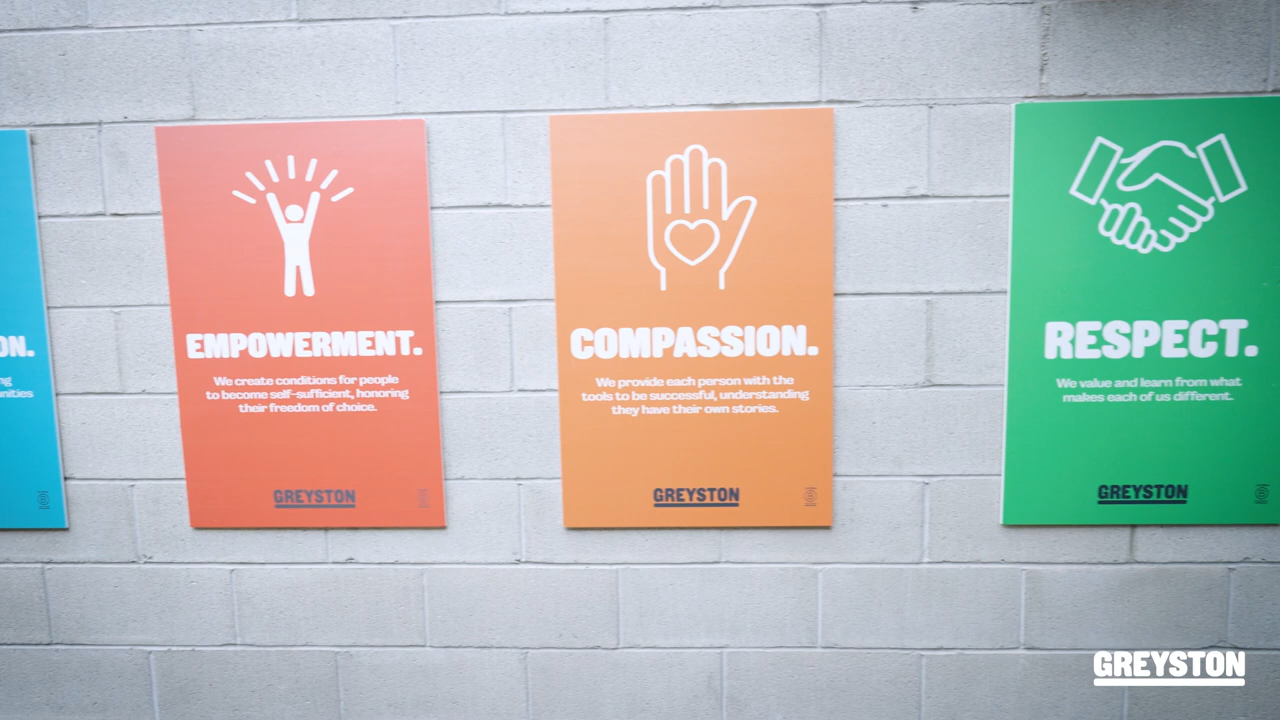 ON.
ng
nities
EMPOWERMENT.
We create conditions for people
to become self-sufficient, honoring
their freedom of choice.
GREYSTON
COMPASSION.
We provide each person with the
tools to be successful, understanding
they have their own stories.
GREYSTON
RESPECT.
We value and learn from what
makes each of us different.
GREYSTON
GREYSTON